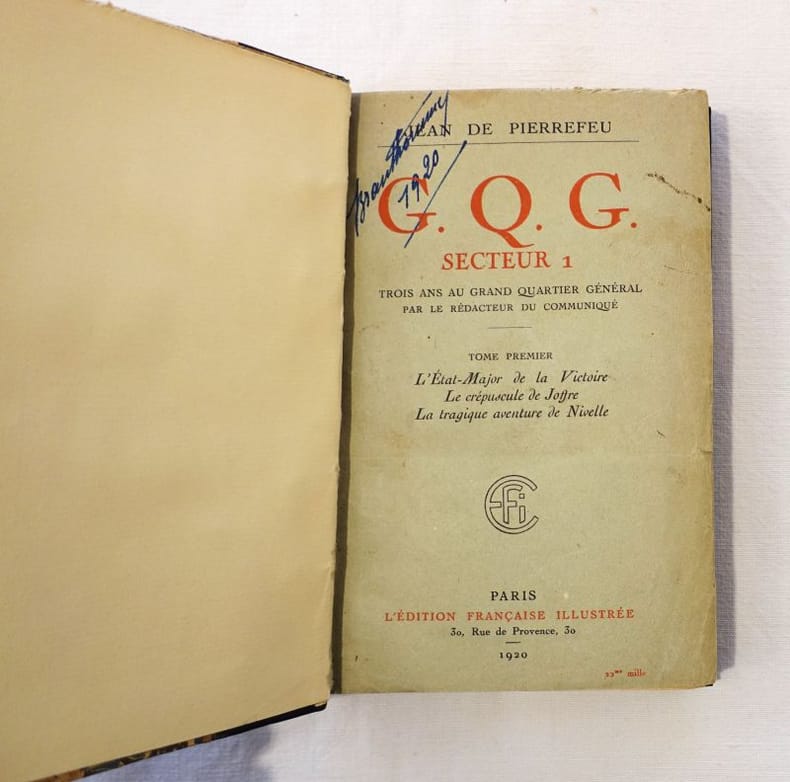 JEAN DE PIERREFEU
1920
G. Q. G.
SECTEUR 1
TROIS ANS AU GRAND QUARTIER GÉNÉRAL
PAR LE RÉDACTEUR DU COMMUNIQUÉ
TOME PREMIER
L'État-Major de la Victoire
Le crépuscule de Joffre
La tragique aventure de Nivelle
EFi
PARIS
L'ÉDITION FRANÇAISE ILLUSTRÉE
30, Rue de Provence, 30
1920
22me mille